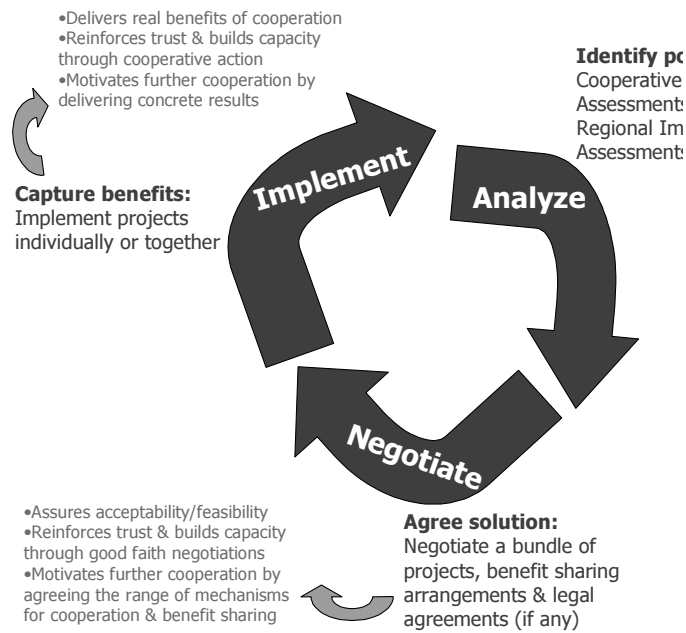 •Delivers real benefits of cooperation
•Reinforces trust & builds capacity
through cooperative action
•Motivates further cooperation by
delivering concrete results
Identify
Cooperative
Assessments
Regional
Assessments
Implement
Analyze
Capture benefits:
Implement projects
individually or together
Negotiate
•Assures acceptability/feasibility
•Reinforces trust & builds capacity
through good faith negotiations
•Motivates further cooperation by
agreeing the range of mechanisms
for cooperation & benefit sharing
Agree solution:
Negotiate a bundle of
projects, benefit sharing
arrangements & legal
agreements (if any)